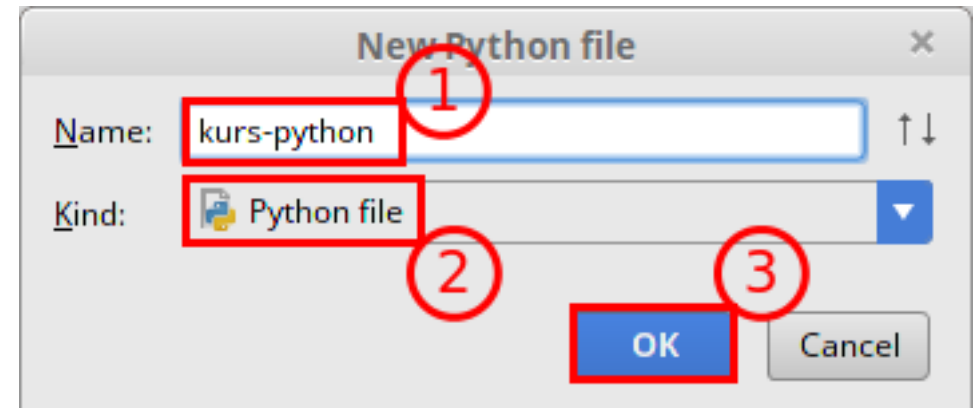 New Python file
1
Name: kurs-python
Kind: Python file
2
3
OK Cancel